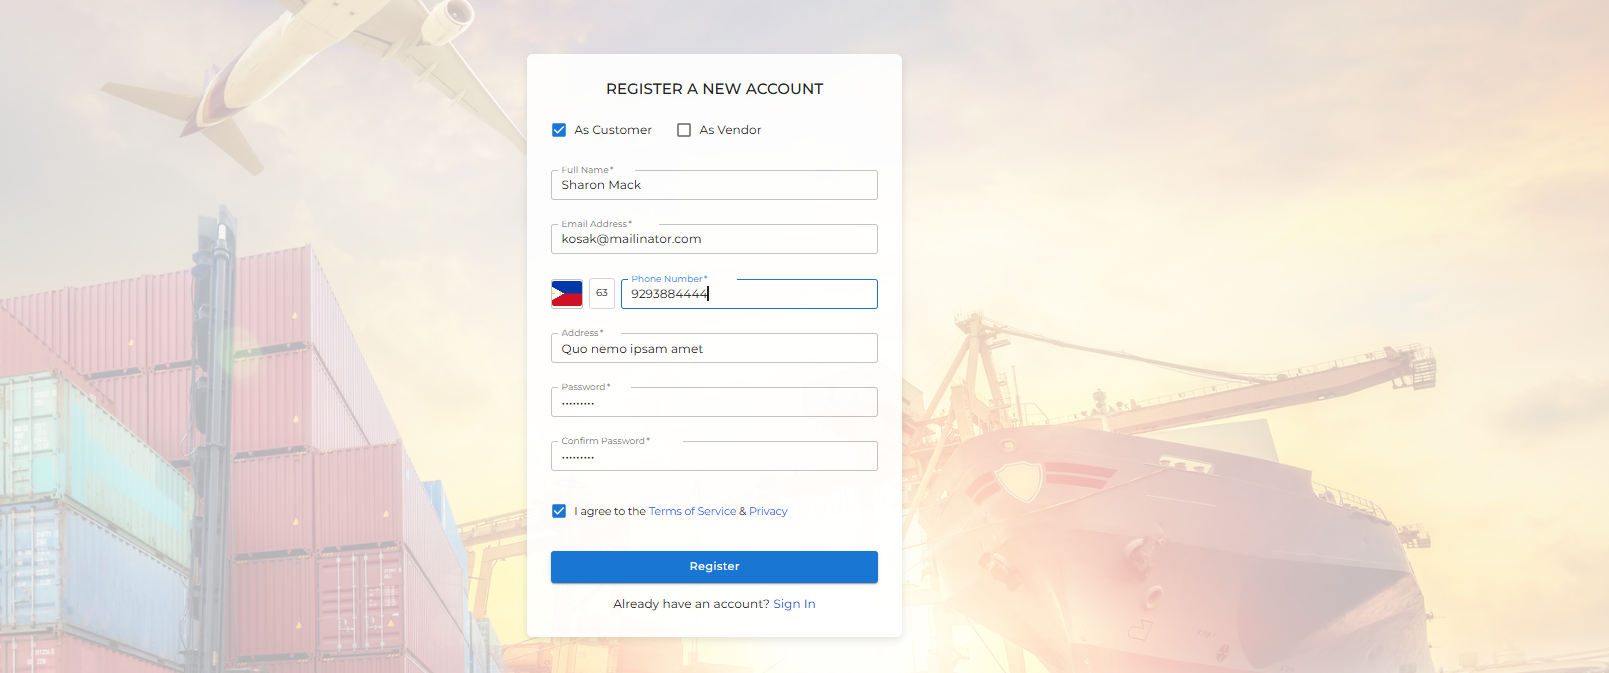 REGISTER A NEW ACCOUNT
As Customer As Vendor
Full Name*
Sharon Mack
Email Address*
kosak@mailinator.com
Phone Number*
63 9293884444
Address*
Quo nemo ipsam amet
Password*
•••••••••
Confirm Password*
•••••••••
I agree to the Terms of Service & Privacy
Register
Already have an account? Sign In